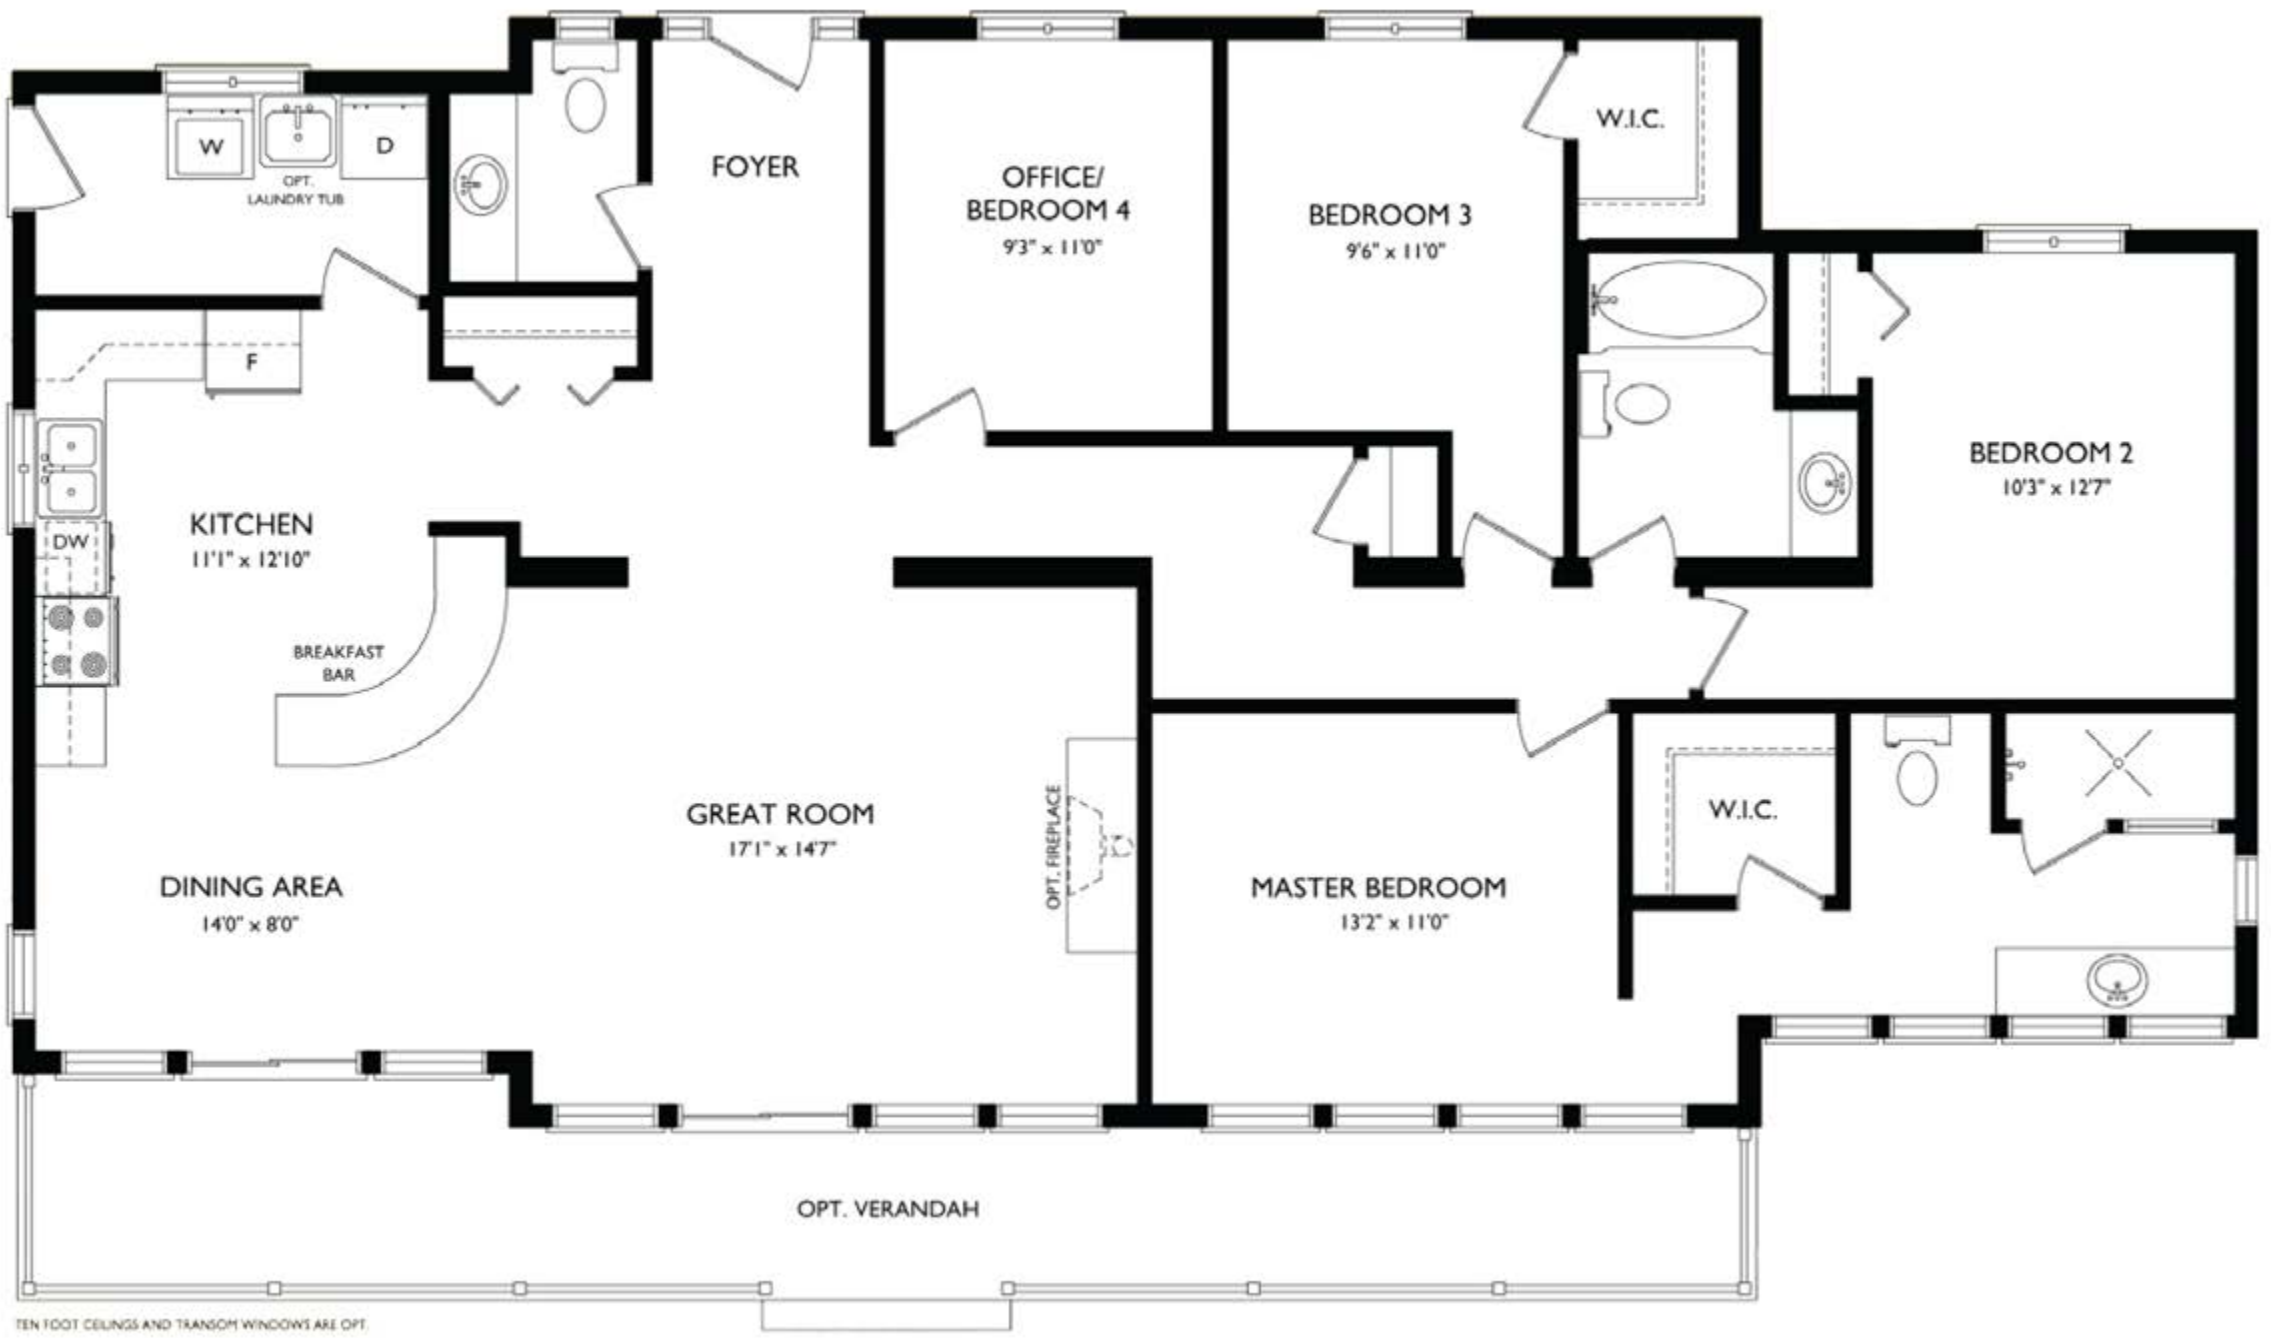 W
D
OPT.
LAUNDRY TUB
FOYER
OFFICE/
BEDROOM 4
9'3" x 11'0"
BEDROOM 3
9'6" x 11'0"
W.I.C.
F
KITCHEN
11'1" x 12'10"
DW
BEDROOM 2
10'3" x 12'7"
BREAKFAST
BAR
GREAT ROOM
17'1" x 14'7"
OPT. FIREPLACE
DINING AREA
14'0" x 8'0"
MASTER BEDROOM
13'2" x 11'0"
W.I.C.
OPT. VERANDAH
TEN FOOT CEILINGS AND TRANSOM WINDOWS ARE OPT.